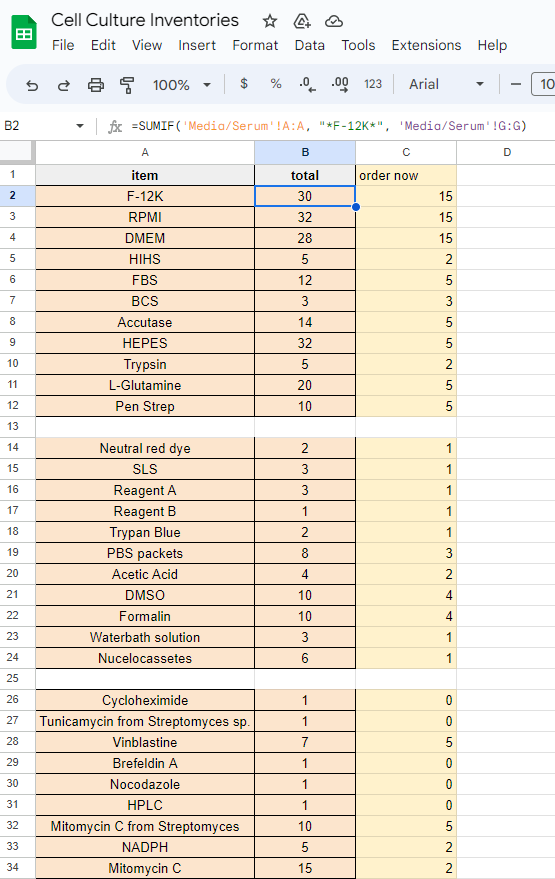 Cell Culture Inventories
File Edit View Insert Format Data Tools Extensions Help
100% $ % .0 .00 123 Arial 10
B2 fx =SUMIF('Media/Serum'!A:A, "*F-12K*", 'Media/Serum'!G:G)
A B C D
1 item total order now
2 F-12K 30 15
3 RPMI 32 15
4 DMEM 28 15
5 HIHS 5 2
6 FBS 12 5
7 BCS 3 3
8 Accutase 14 5
9 HEPES 32 5
10 Trypsin 5 2
11 L-Glutamine 20 5
12 Pen Strep 10 5
13
14 Neutral red dye 2 1
15 SLS 3 1
16 Reagent A 3 1
17 Reagent B 1 1
18 Trypan Blue 2 1
19 PBS packets 8 3
20 Acetic Acid 4 2
21 DMSO 10 4
22 Formalin 10 4
23 Waterbath solution 3 1
24 Nucelocassetes 6 1
25
26 Cycloheximide 1 0
27 Tunicamycin from Streptomyces sp. 1 0
28 Vinblastine 7 5
29 Brefeldin A 1 0
30 Nocodazole 1 0
31 HPLC 1 0
32 Mitomycin C from Streptomyces 10 5
33 NADPH 5 2
34 Mitomycin C 15 2